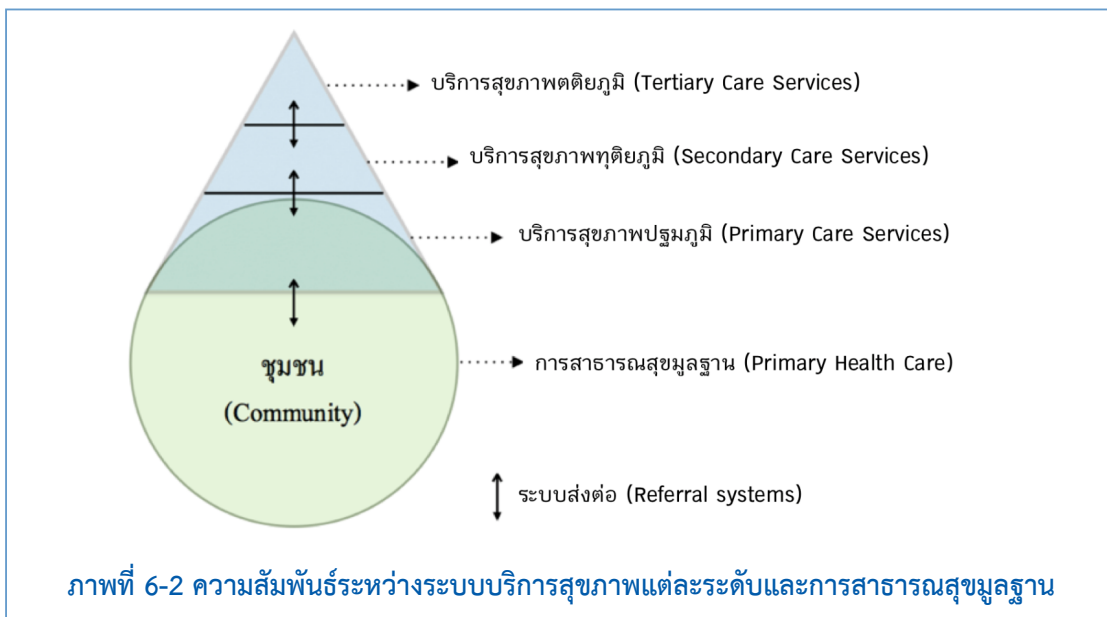 บริการสุขภาพตติยภูมิ (Tertiary Care Services)
บริการสุขภาพทุติยภูมิ (Secondary Care Services)
บริการสุขภาพปฐมภูมิ (Primary Care Services)
การสาธารณสุขมูลฐาน (Primary Health Care)
ชุมชน
(Community)
ระบบส่งต่อ (Referral systems)
ภาพที่ 6-2 ความสัมพันธ์ระหว่างระบบบริการสุขภาพแต่ละระดับและการสาธารณสุขมูลฐาน